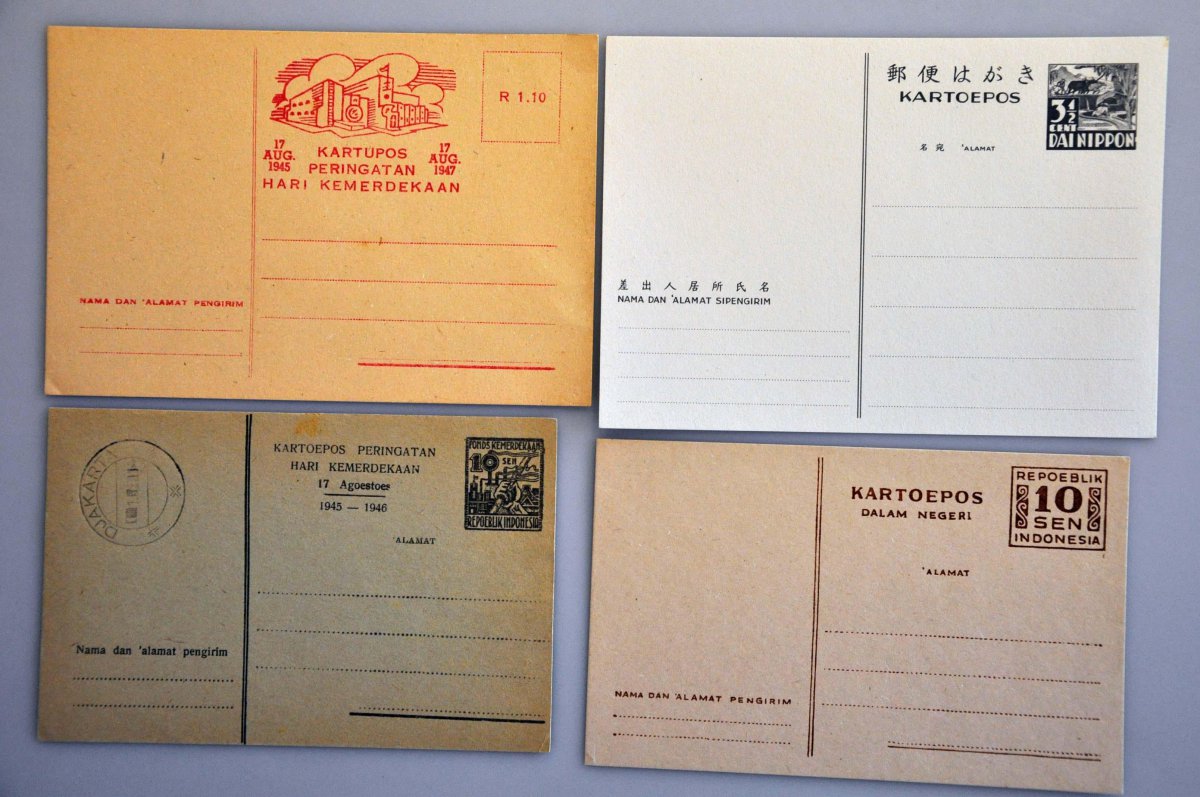 R 1.10
17
AUG.
1945
17
AUG.
1947
KARTUPOS
PERINGATAN
HARI KEMERDEKAAN
NAMA DAN 'ALAMAT PENGIRIM
郵便はがき
KARTOEPOS
3½
CENT
DAI NIPPON
名宛 'ALAMAT
差出人居所氏名
NAMA DAN 'ALAMAT SIPENGIRIM
DJAKARTA
KARTOEPOS PERINGATAN
HARI KEMERDEKAAN
17 Agoestoes
1945 — 1946
FONDS KEMERDEKAAN
10
SEN
REPOEBLIK INDONESIA
'ALAMAT
Nama dan 'alamat pengirim
KARTOEPOS
DALAM NEGERI
REPOEBLIK
10
SEN
INDONESIA
'ALAMAT
NAMA DAN 'ALAMAT PENGIRIM